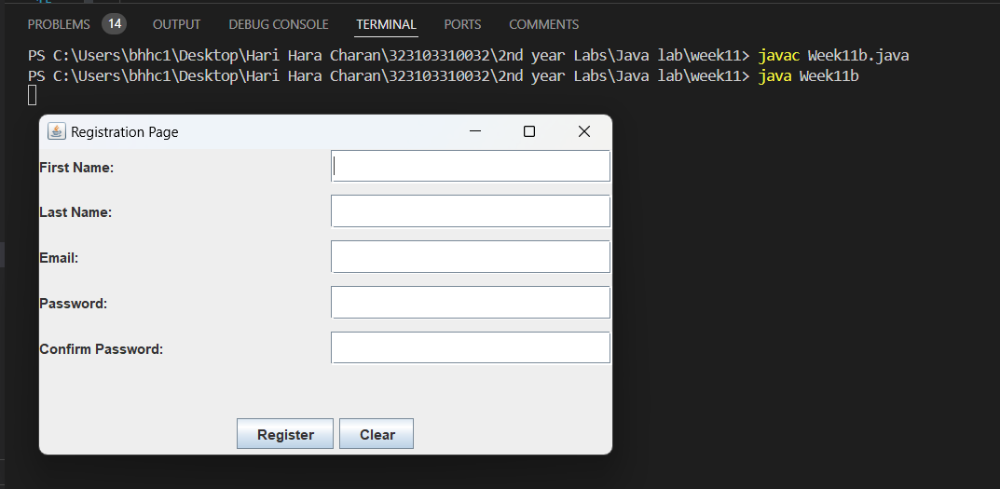 PROBLEMS 14 OUTPUT DEBUG CONSOLE TERMINAL PORTS COMMENTS
PS C:\Users\bhhc1\Desktop\Hari Hara Charan\323103310032\2nd year Labs\Java lab\week11> javac Week11b.java
PS C:\Users\bhhc1\Desktop\Hari Hara Charan\323103310032\2nd year Labs\Java lab\week11> java Week11b
Registration Page
First Name:
Last Name:
Email:
Password:
Confirm Password:
Register Clear